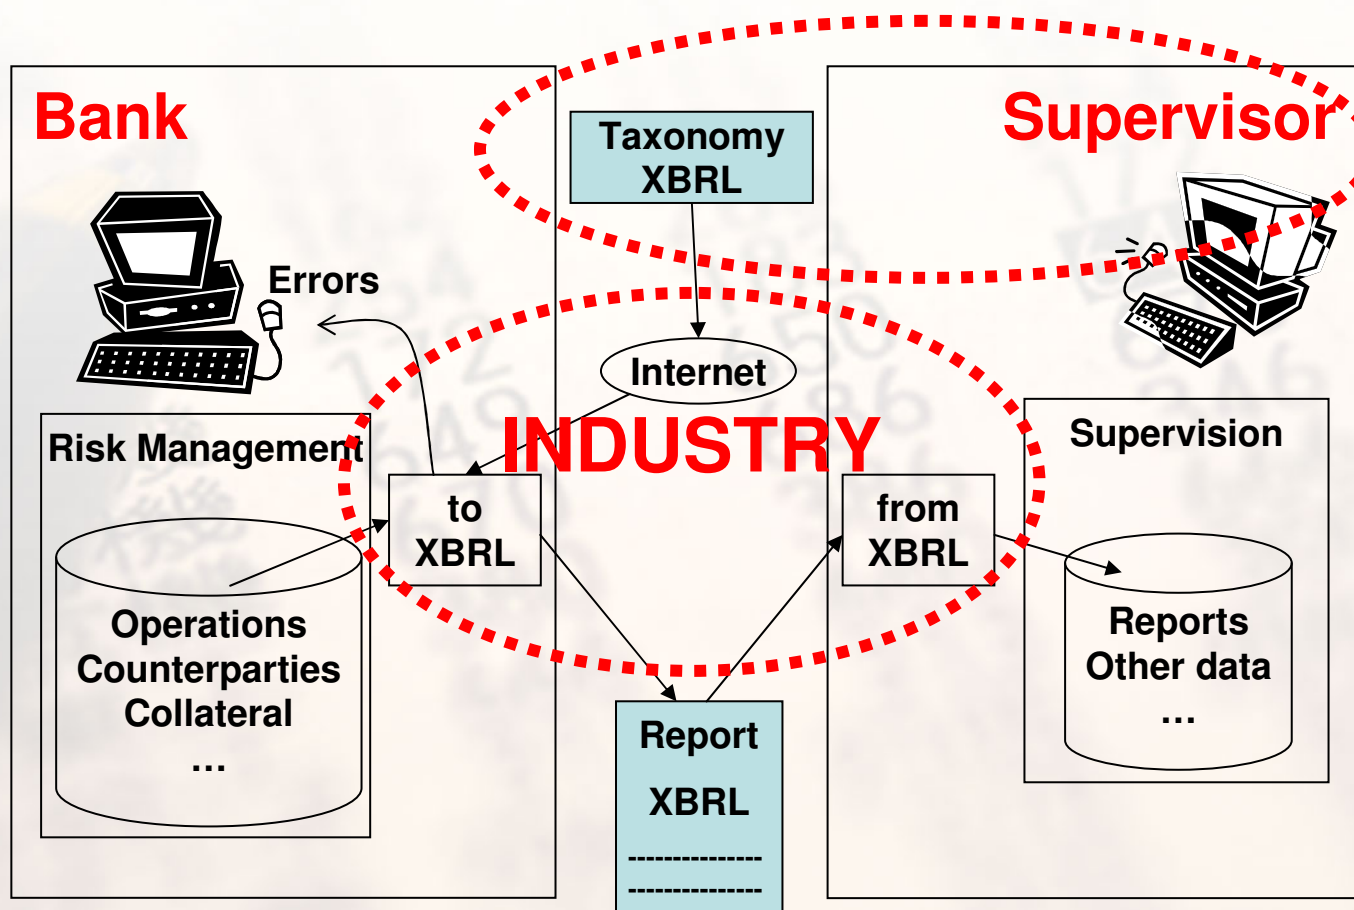 Bank
Supervisor
Taxonomy
XBRL
Errors
Internet
INDUSTRY
Risk Management
Supervision
to
XBRL
from
XBRL
Operations
Counterparties
Collateral
...
Reports
Other data
...
Report
XBRL
---------------
---------------